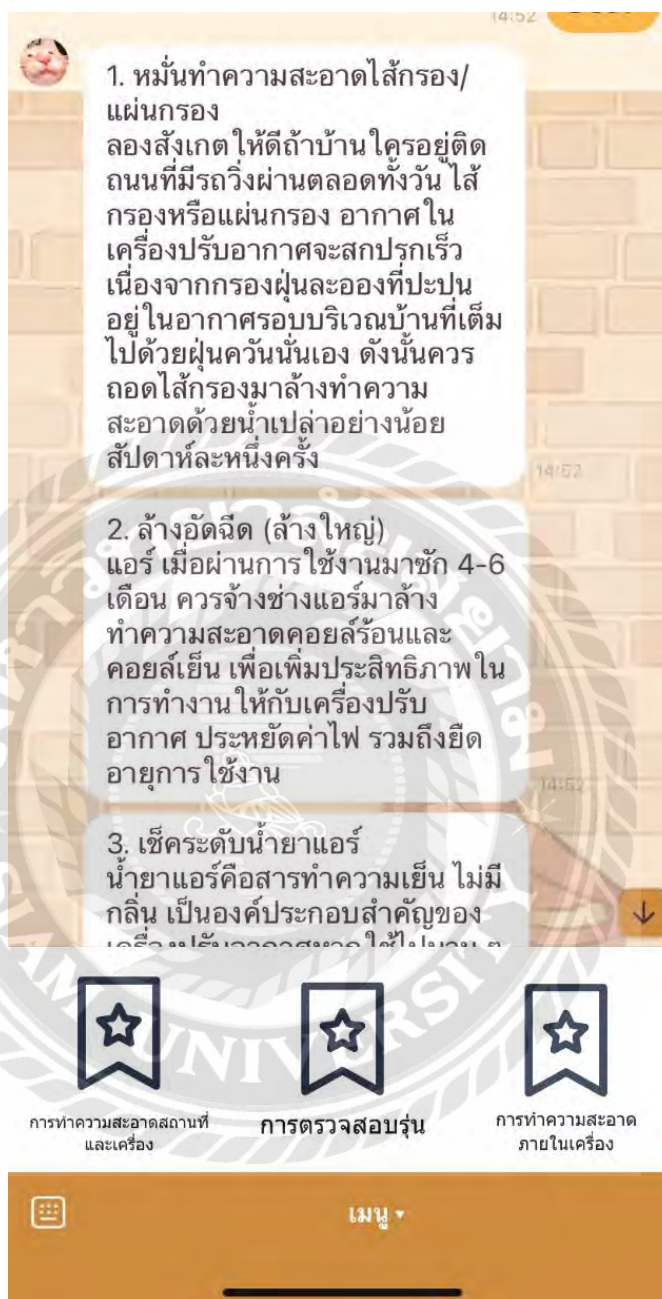 14:52
1. หมั่นทำความสะอาดไส้กรอง/
แผ่นกรอง
ลองสังเกตให้ดีถ้าบ้านใครอยู่ติด
ถนนที่มีรถวิ่งผ่านตลอดทั้งวัน ไส้
กรองหรือแผ่นกรอง อากาศใน
เครื่องปรับอากาศจะสกปรกเร็ว
เนื่องจากกรองฝุ่นละอองที่ปะปน
อยู่ในอากาศรอบบริเวณบ้านที่เต็ม
ไปด้วยฝุ่นควันนั่นเอง ดังนั้นควร
ถอดไส้กรองมาล้างทำความ
สะอาดด้วยน้ำเปล่าอย่างน้อย
สัปดาห์ละหนึ่งครั้ง
14:52
2. ล้างอัดฉีด (ล้างใหญ่)
แอร์ เมื่อผ่านการใช้งานมาซัก 4-6
เดือน ควรจ้างช่างแอร์มาล้าง
ทำความสะอาดคอยล์ร้อนและ
คอยล์เย็น เพื่อเพิ่มประสิทธิภาพใน
การทำงานให้กับเครื่องปรับ
อากาศ ประหยัดค่าไฟ รวมถึงยืด
อายุการใช้งาน
14:52
3. เช็คระดับน้ำยาแอร์
น้ำยาแอร์คือสารทำความเย็น ไม่มี
กลิ่น เป็นองค์ประกอบสำคัญของ
การทำความสะอาดสถานที่
และเครื่อง
การตรวจสอบรุ่น
การทำความสะอาด
ภายในเครื่อง
เมนู
มหาวิทยาลัยสยาม
SIAM UNIVERSITY